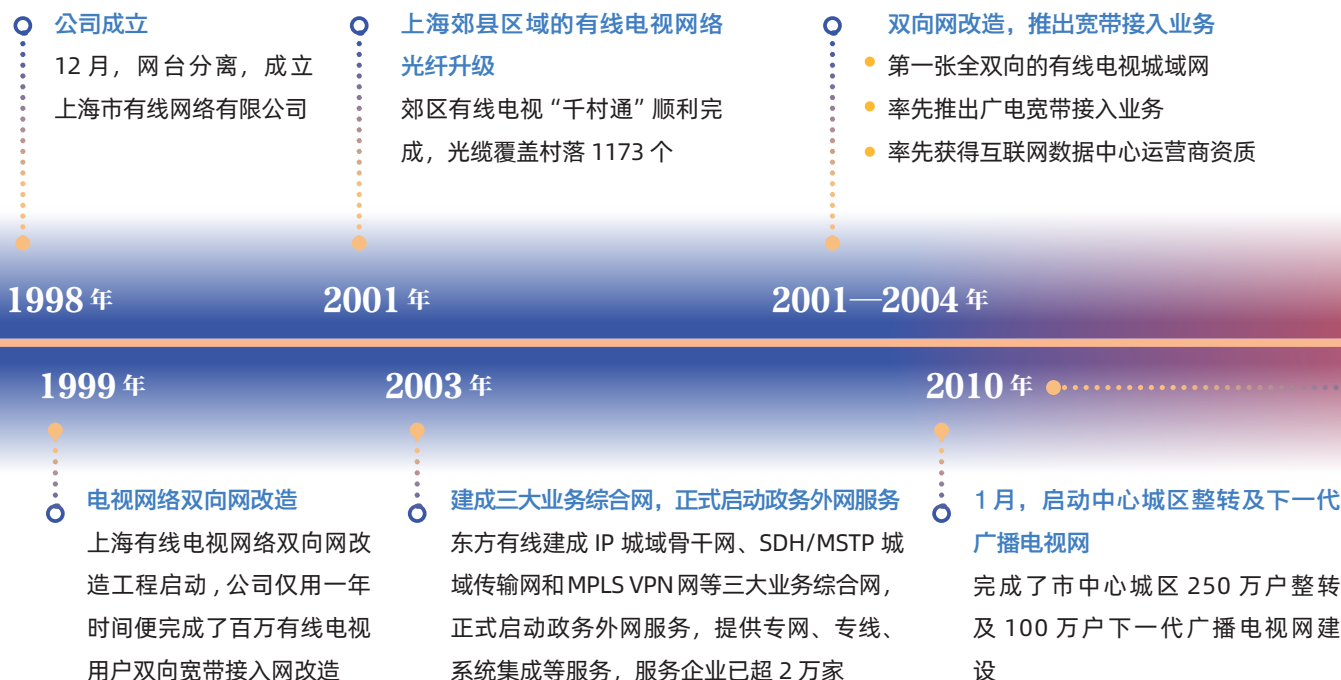 公司成立
12 月，网台分离，成立
上海市有线网络有限公司
上海郊县区域的有线电视网络
光纤升级
郊区有线电视“千村通”顺利完
成，光缆覆盖村落 1173 个
双向网改造，推出宽带接入业务
第一张全双向的有线电视城域网
率先推出广电宽带接入业务
率先获得互联网数据中心运营商资质
1998 年
2001 年
2001—2004 年
1999 年
2003 年
2010 年
电视网络双向网改造
上海有线电视网络双向网改
造工程启动 , 公司仅用一年
时间便完成了百万有线电视
用户双向宽带接入网改造
建成三大业务综合网，正式启动政务外网服务
东方有线建成 IP 城域骨干网、SDH/MSTP 城
域传输网和 MPLS VPN 网等三大业务综合网，
正式启动政务外网服务，提供专网、专线、
系统集成等服务，服务企业已超 2 万家
1 月，启动中心城区整转及下一代
广播电视网
完成了市中心城区 250 万户整转
及 100 万户下一代广播电视网建
设